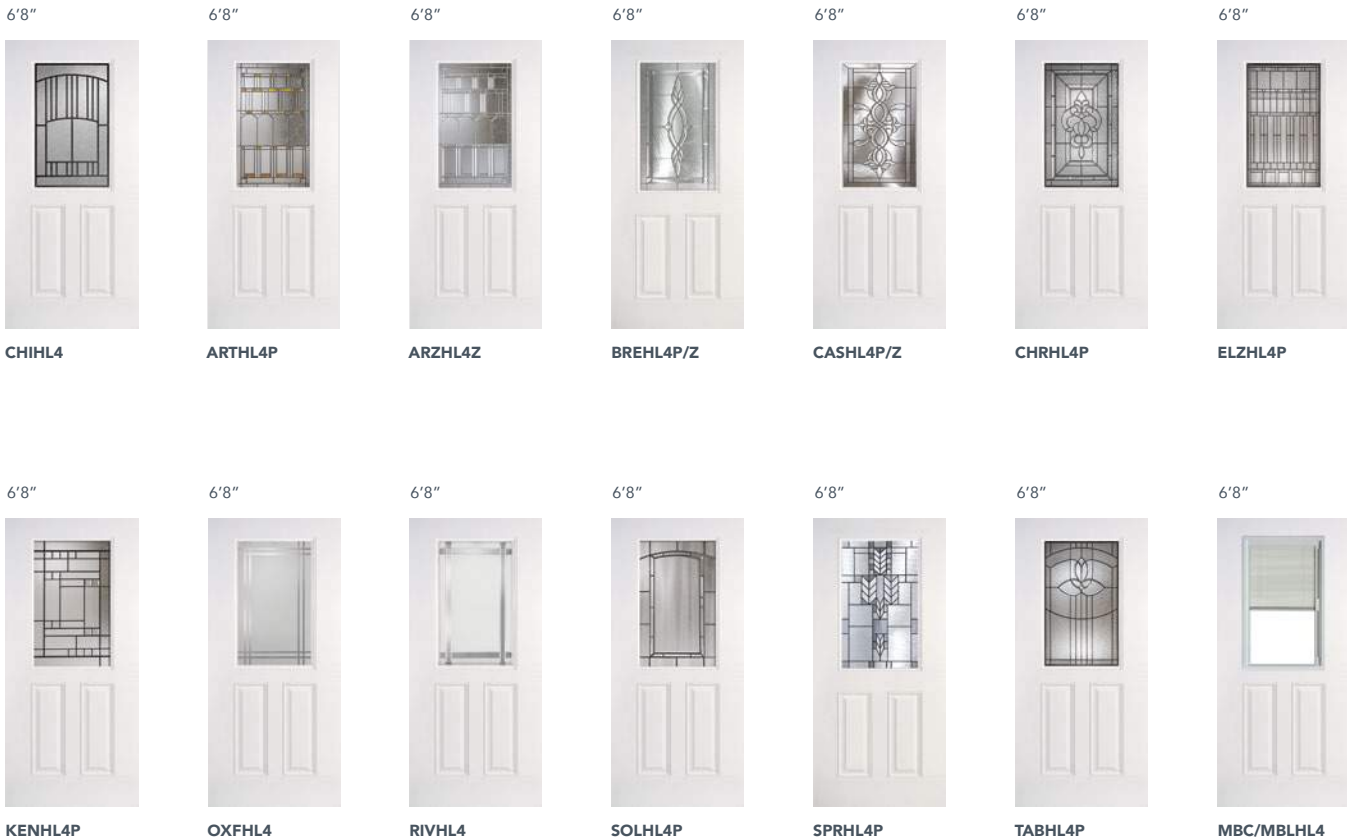 6’8” 6’8” 6’8” 6’8” 6’8” 6’8” 6’8”
CHIHL4 ARTHL4P ARZHL4Z BREHL4P/Z CASHL4P/Z CHRHL4P ELZHL4P
6’8” 6’8” 6’8” 6’8” 6’8” 6’8” 6’8”
KENHL4P OXFHL4 RIVHL4 SOLHL4P SPRHL4P TABHL4P MBC/MBLHL4